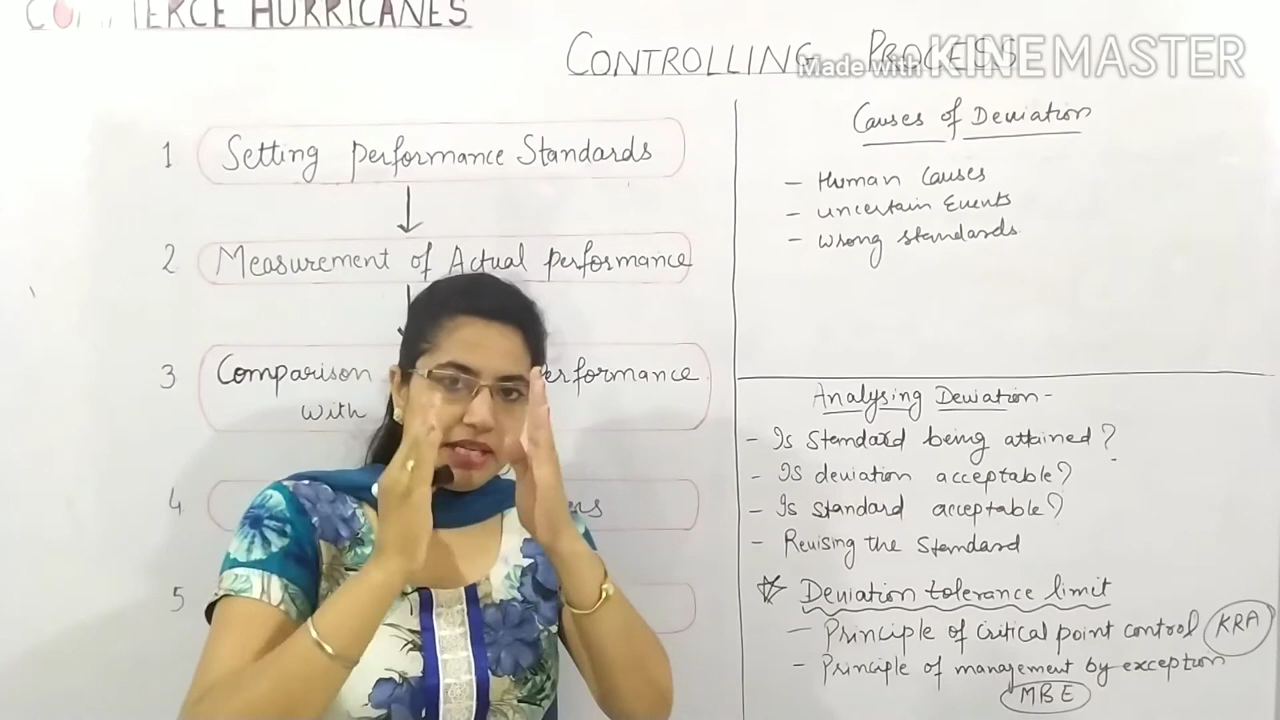 COMMERCE HURRICANES
CONTROLLING PROCESS
Made with KINEMASTER
1 Setting performance Standards
2 Measurement of Actual performance
3 Comparison performance
with
4
5
Causes of Deviation
- Human Causes
- Uncertain Events
- Wrong standards
Analysing Deviation -
- Is Standard being attained?
- Is deviation acceptable?
- Is standard acceptable?
- Revising the Standard
Deviation tolerance limit
- Principle of critical point control KRA
- Principle of management by exception
MBE